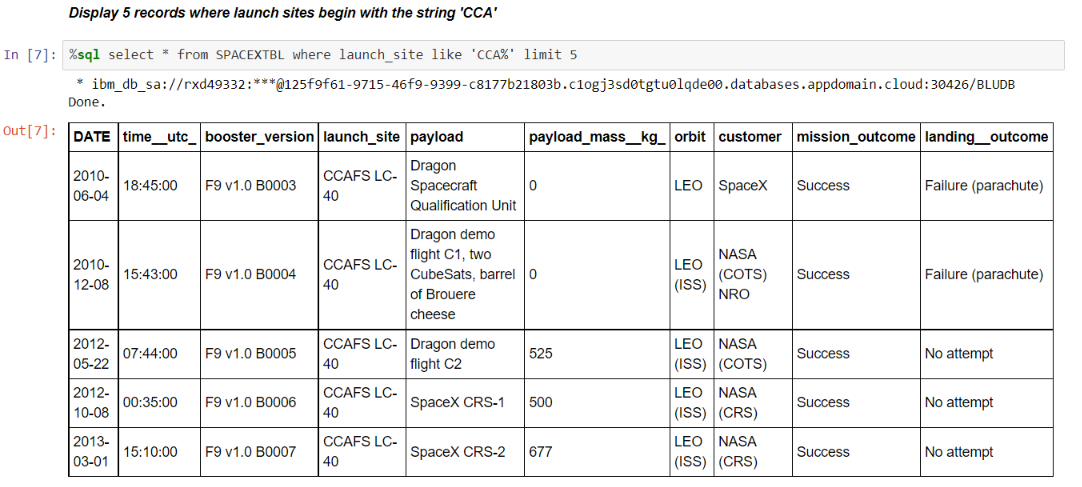 Display 5 records where launch sites begin with the string 'CCA'
In [7]: %sql select * from SPACEXTBL where launch_site like 'CCA%' limit 5
* ibm_db_sa://rxd49332:***@125f9f61-9715-46f9-9399-c8177b21803b.c1ogj3sd0tgtu0lqde00.databases.appdomain.cloud:30426/BLUDB
Done.
Out[7]:
DATE time__utc_ booster_version launch_site payload payload_mass__kg_ orbit customer mission_outcome landing__outcome
2010-06-04 18:45:00 F9 v1.0 B0003 CCAFS LC-40 Dragon Spacecraft Qualification Unit 0 LEO SpaceX Success Failure (parachute)
2010-12-08 15:43:00 F9 v1.0 B0004 CCAFS LC-40 Dragon demo flight C1, two CubeSats, barrel of Brouere cheese 0 LEO (ISS) NASA (COTS) NRO Success Failure (parachute)
2012-05-22 07:44:00 F9 v1.0 B0005 CCAFS LC-40 Dragon demo flight C2 525 LEO (ISS) NASA (COTS) Success No attempt
2012-10-08 00:35:00 F9 v1.0 B0006 CCAFS LC-40 SpaceX CRS-1 500 LEO (ISS) NASA (CRS) Success No attempt
2013-03-01 15:10:00 F9 v1.0 B0007 CCAFS LC-40 SpaceX CRS-2 677 LEO (ISS) NASA (CRS) Success No attempt